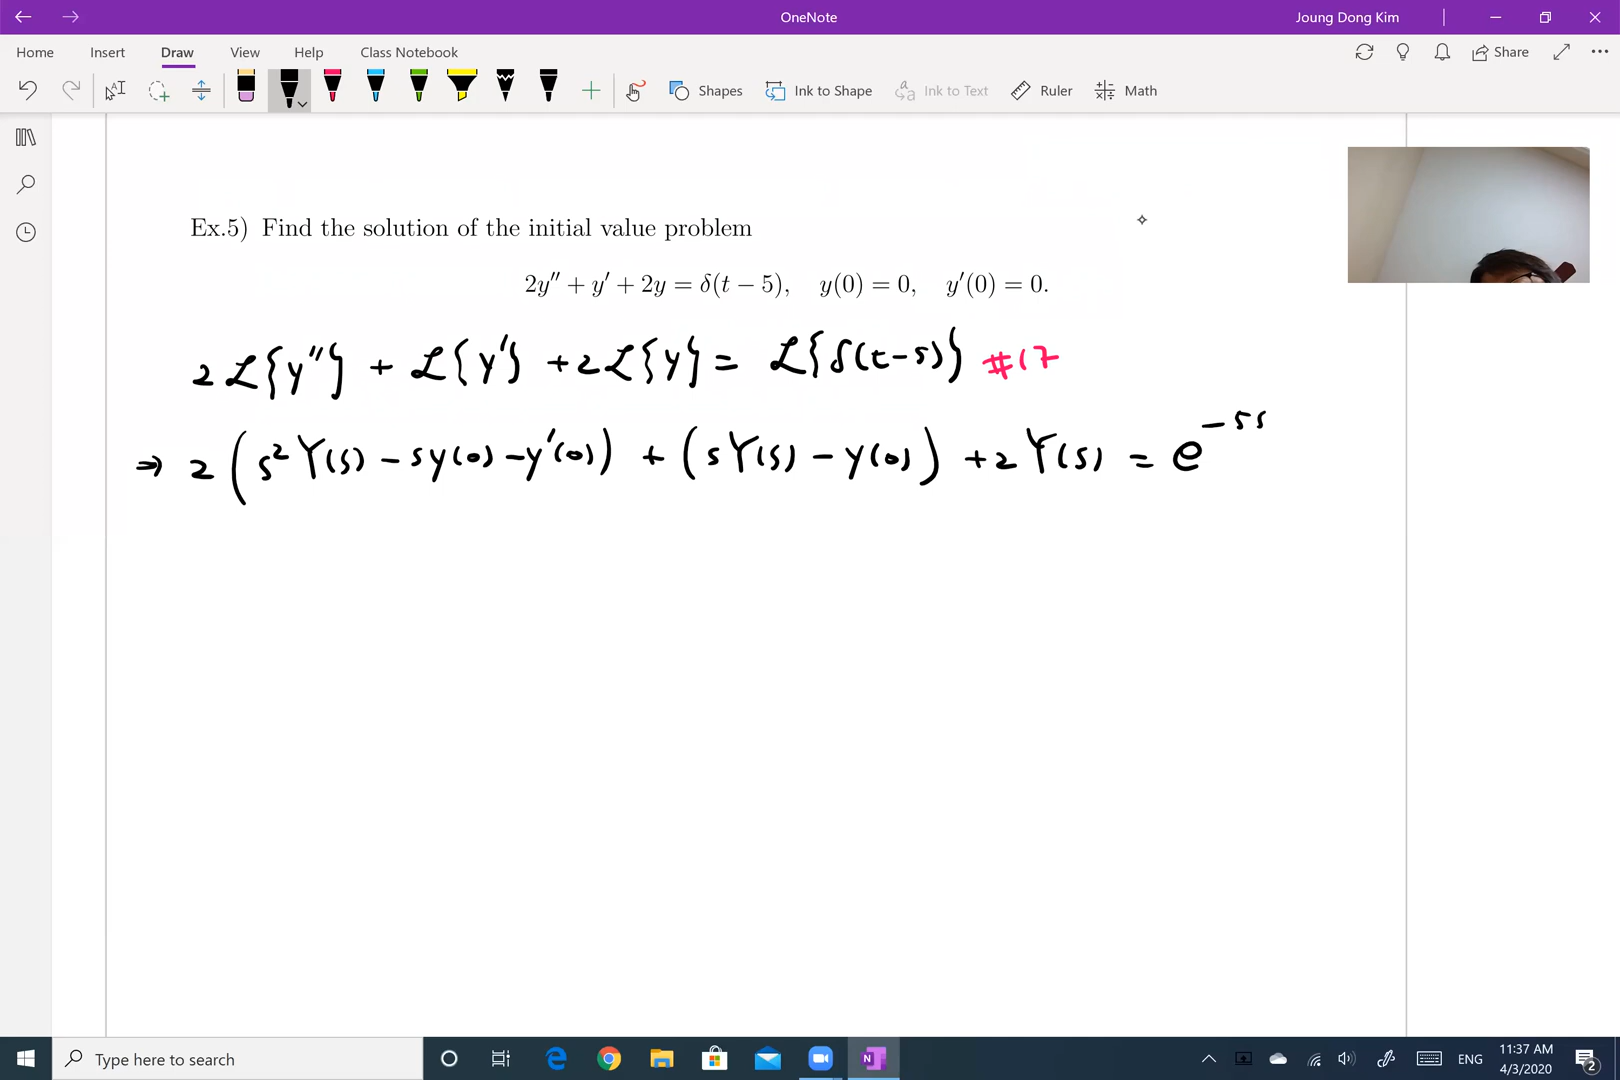 OneNote
Joung Dong Kim
Home Insert Draw View Help Class Notebook
Share
Shapes Ink to Shape Ink to Text Ruler Math
Ex.5) Find the solution of the initial value problem
2y″ + y′ + 2y = δ(t − 5), y(0) = 0, y′(0) = 0.
2ℒ{y″} + ℒ{y′} + 2ℒ{y} = ℒ{δ(t−5)} #17
⇒ 2(s²Y(s) − sy(0) − y′(0)) + (sY(s) − y(0)) + 2Y(s) = e^−5s
Type here to search
ENG
11:37 AM
4/3/2020
2